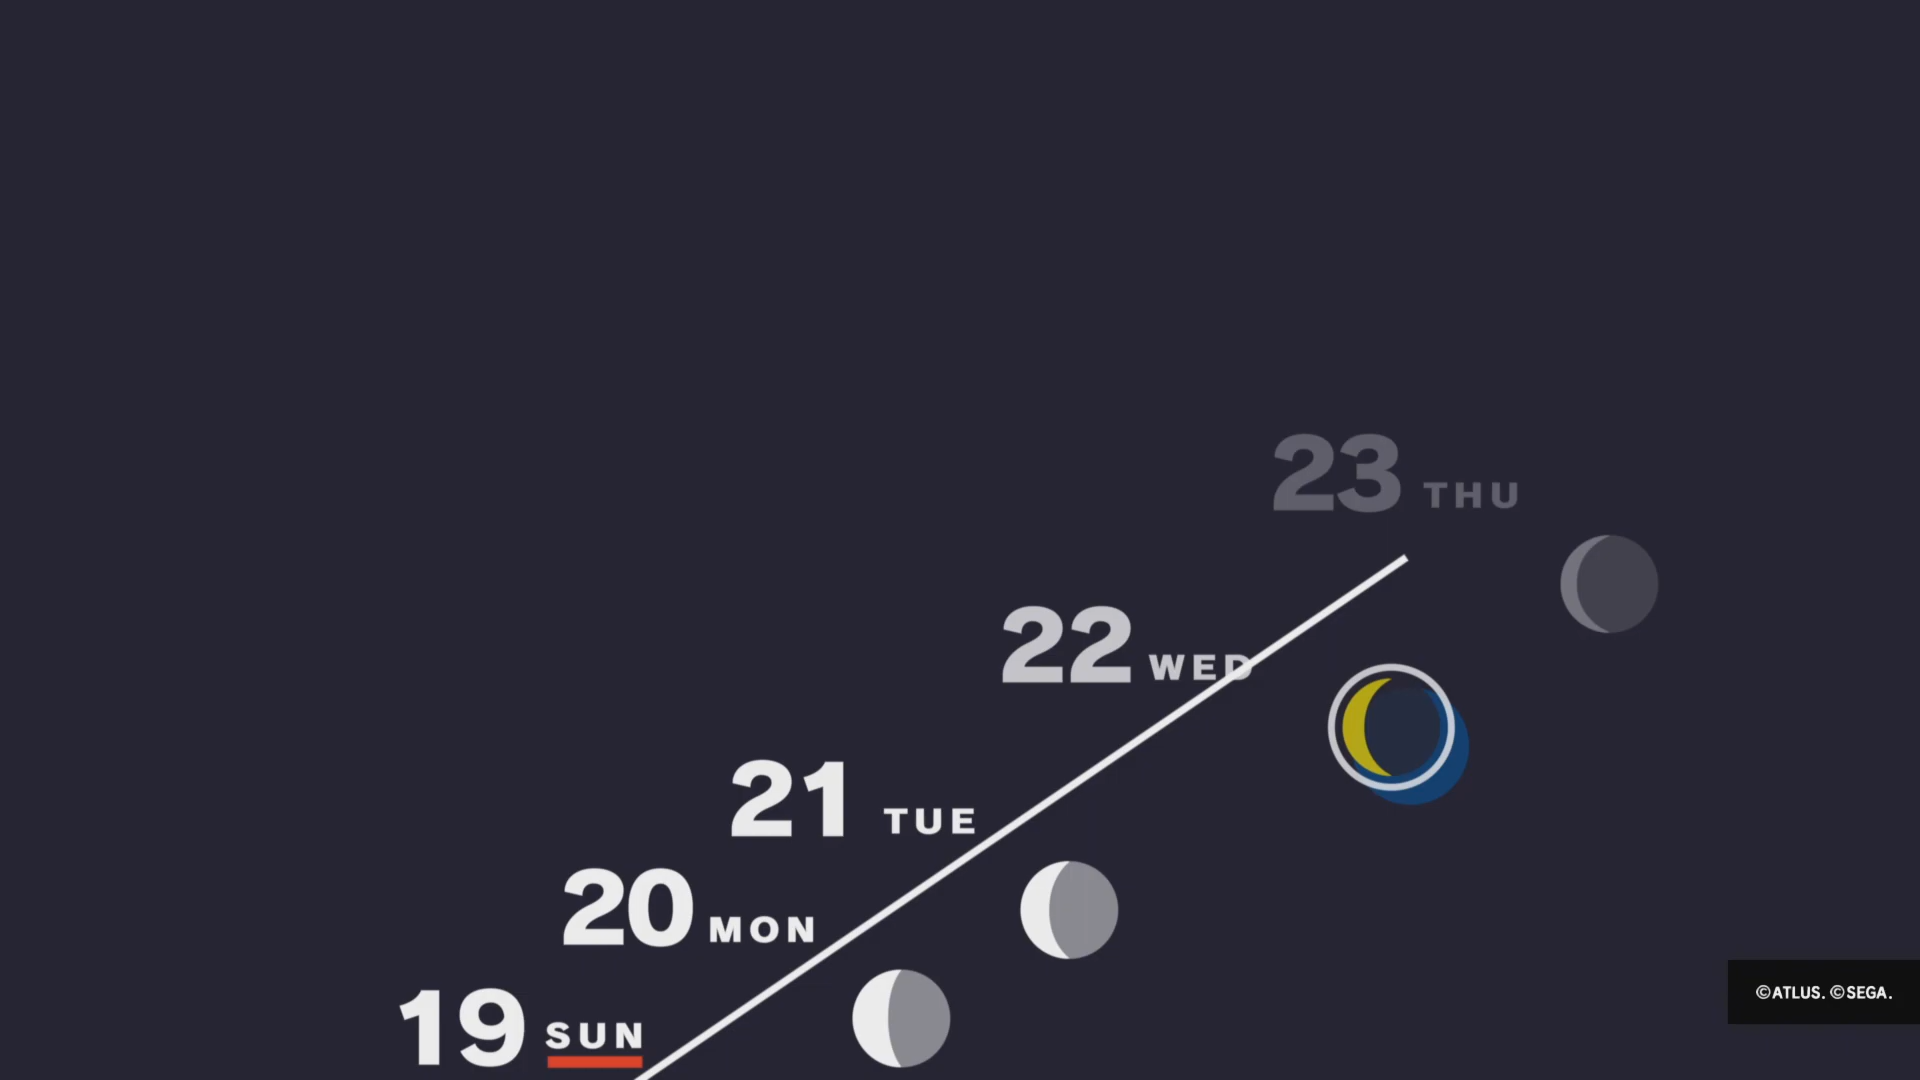 23 THU
22 WED
21 TUE
20 MON
19 SUN
©ATLUS. ©SEGA.